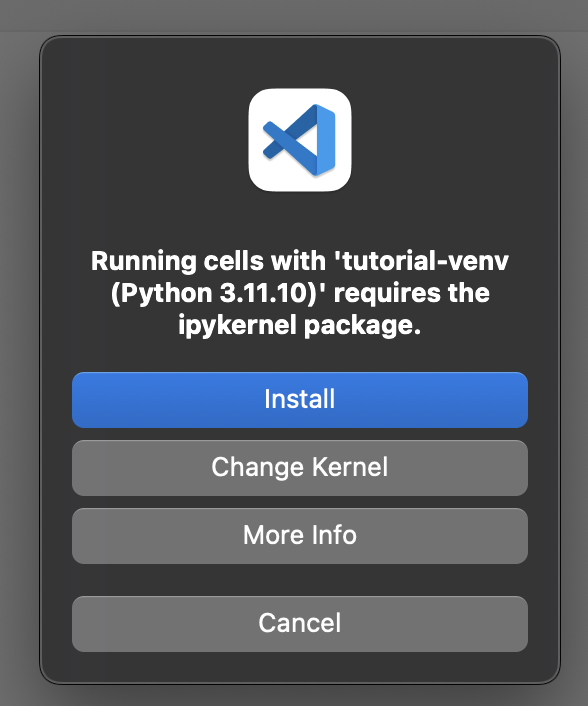 Running cells with 'tutorial-venv
(Python 3.11.10)' requires the
ipykernel package.
Install
Change Kernel
More Info
Cancel